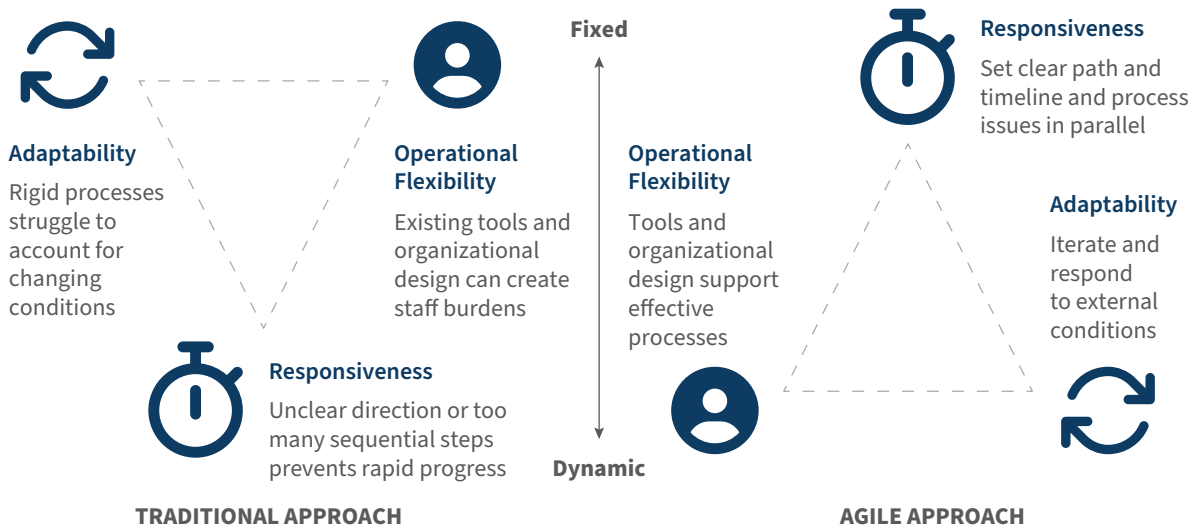 Adaptability
Rigid processes
struggle to
account for
changing
conditions
Operational
Flexibility
Existing tools and
organizational
design can create
staff burdens
Responsiveness
Unclear direction or too
many sequential steps
prevents rapid progress
TRADITIONAL APPROACH
Fixed
Dynamic
Responsiveness
Set clear path and
timeline and process
issues in parallel
Operational
Flexibility
Tools and
organizational
design support
effective
processes
Adaptability
Iterate and
respond
to external
conditions
AGILE APPROACH